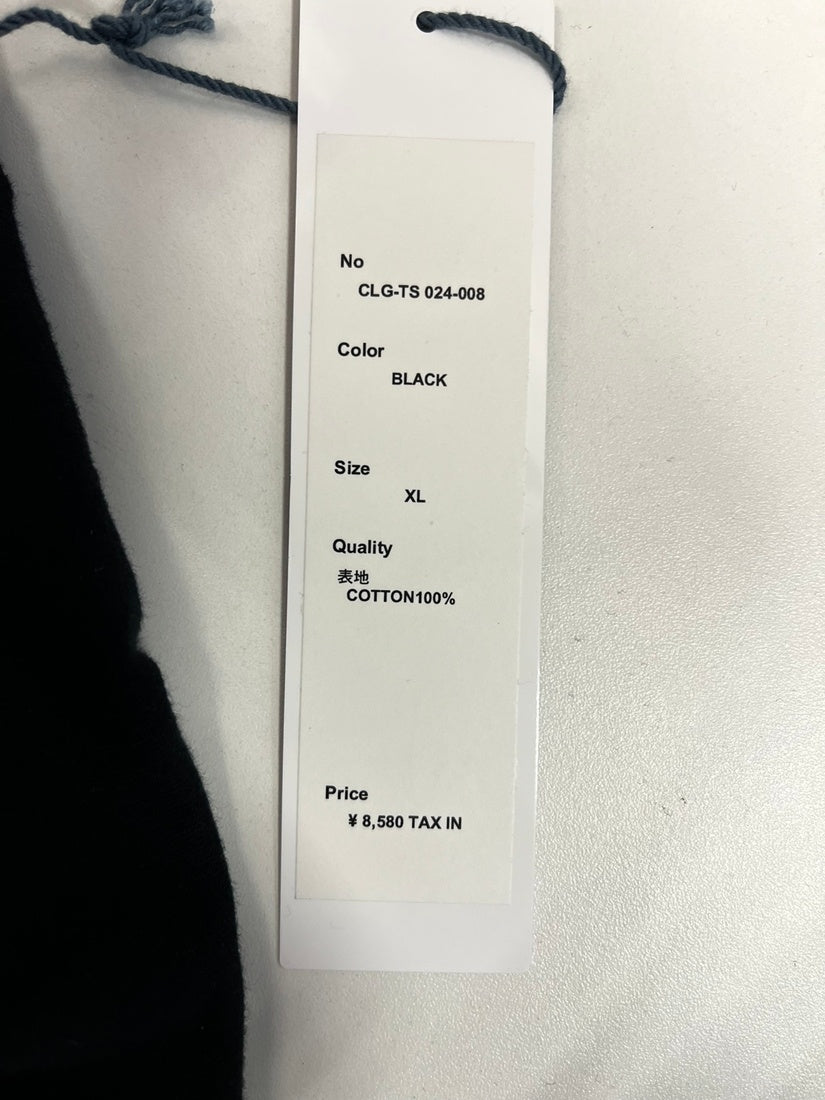 No
CLG-TS 024-008
Color
BLACK
Size
XL
Quality
表地
COTTON100%
Price
¥ 8,580 TAX IN